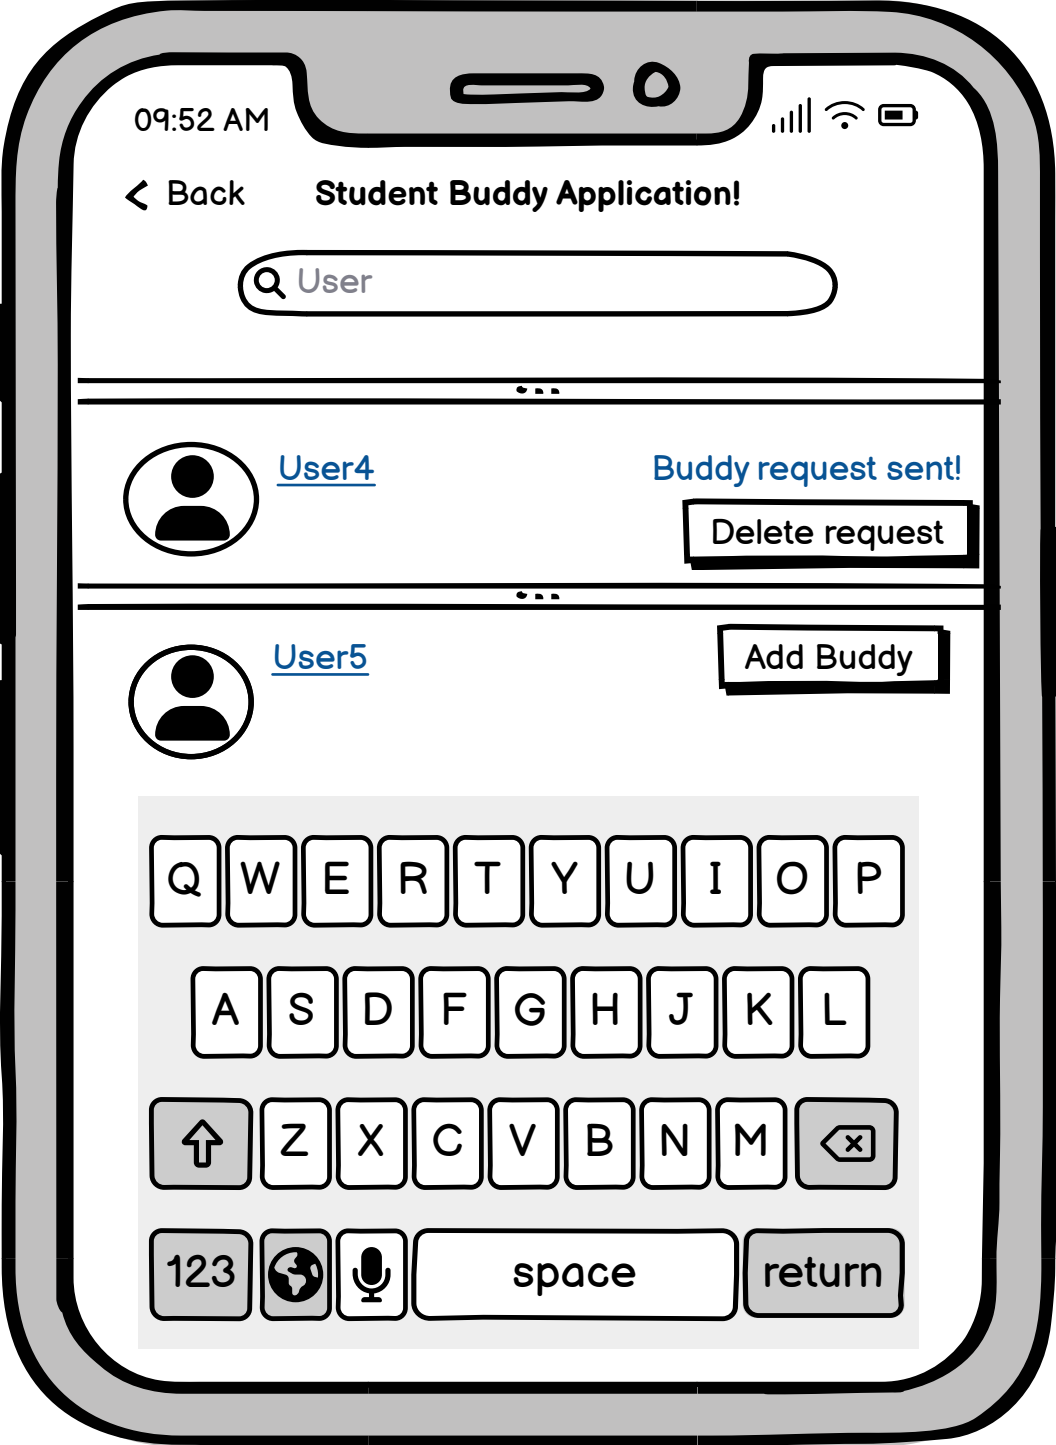 09:52 AM
Back
Student Buddy Application!
User
User4
Buddy request sent!
Delete request
User5
Add Buddy
Q W E R T Y U I O P
A S D F G H J K L
Z X C V B N M
123 space return